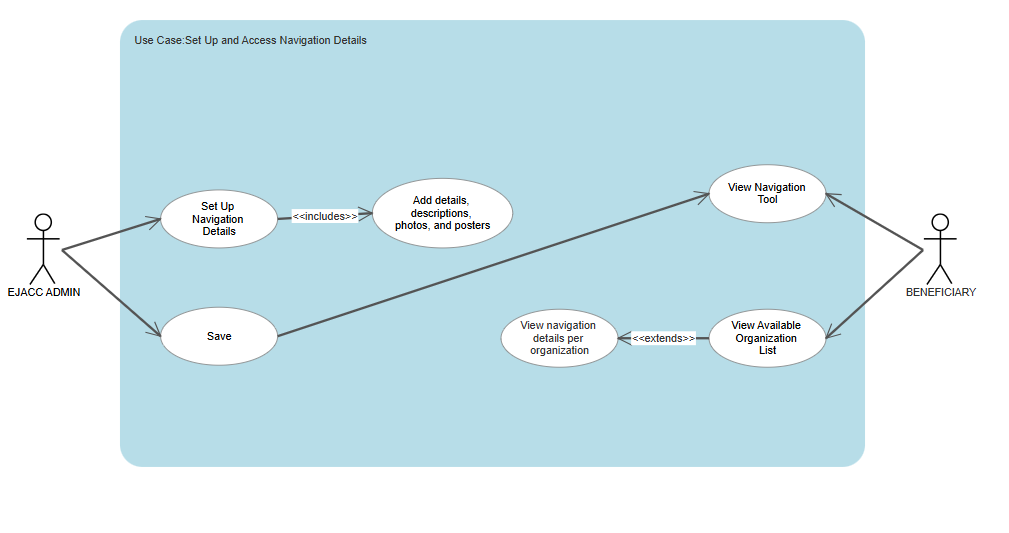 Use Case:Set Up and Access Navigation Details
Set Up
Navigation
Details
<<includes>>
Add details,
descriptions,
photos, and posters
View Navigation
Tool
EJACC ADMIN
BENEFICIARY
Save
View navigation
details per
organization
<<extends>>
View Available
Organization
List